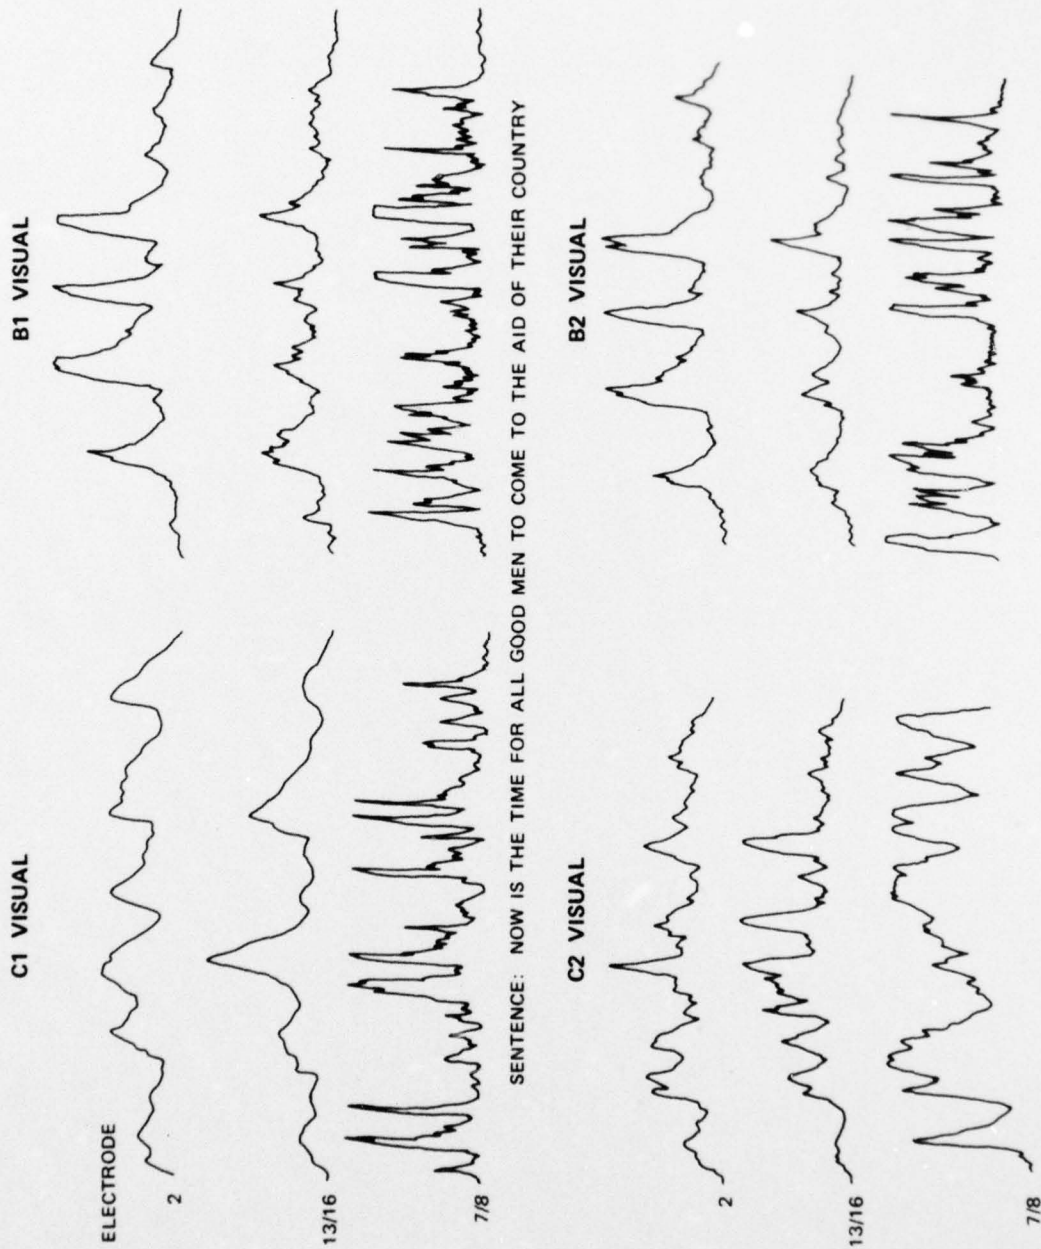 C1 VISUAL
B1 VISUAL
ELECTRODE
2
13/16
7/8
SENTENCE: NOW IS THE TIME FOR ALL GOOD MEN TO COME TO THE AID OF THEIR COUNTRY
C2 VISUAL
B2 VISUAL
2
13/16
7/8